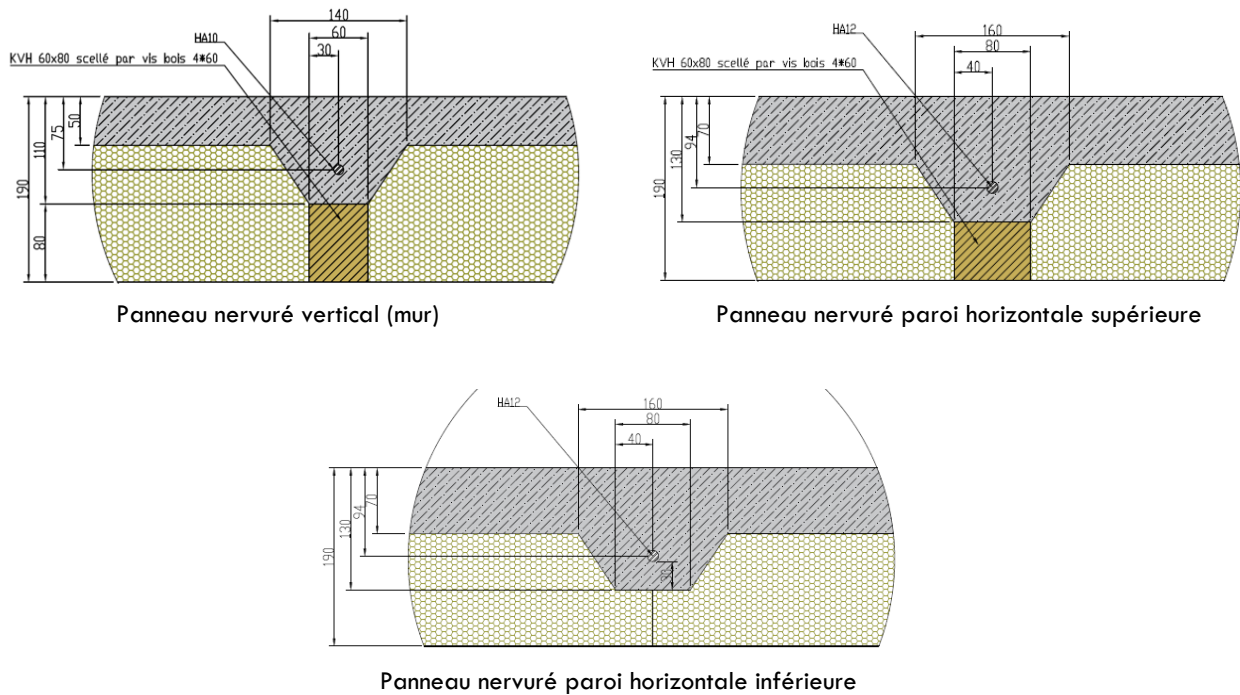 140
60
30
HA10
KVH 60x80 scellé par vis bois 4*60
50
75
110
190
80
Panneau nervuré vertical (mur)
160
80
40
HA12
KVH 60x80 scellé par vis bois 4*60
70
94
130
190
Panneau nervuré paroi horizontale supérieure
160
80
40
HA12
70
94
130
190
30
Panneau nervuré paroi horizontale inférieure